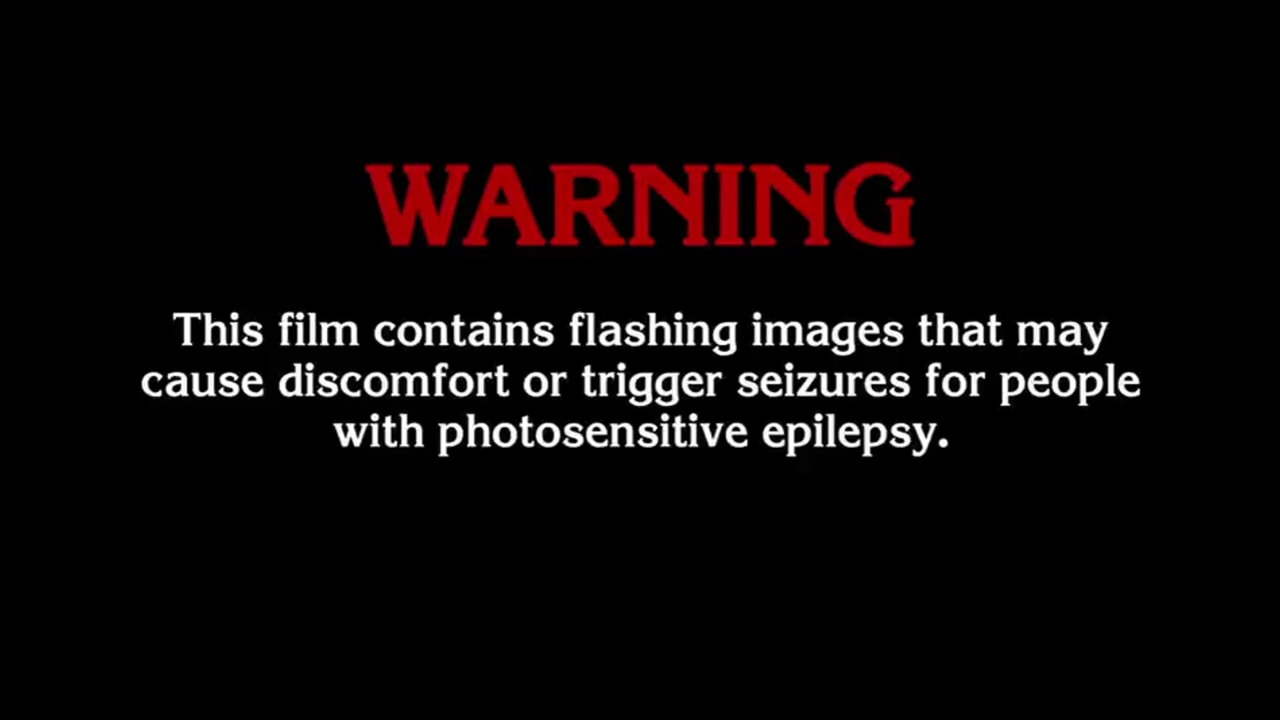 WARNING
This film contains flashing images that may
cause discomfort or trigger seizures for people
with photosensitive epilepsy.